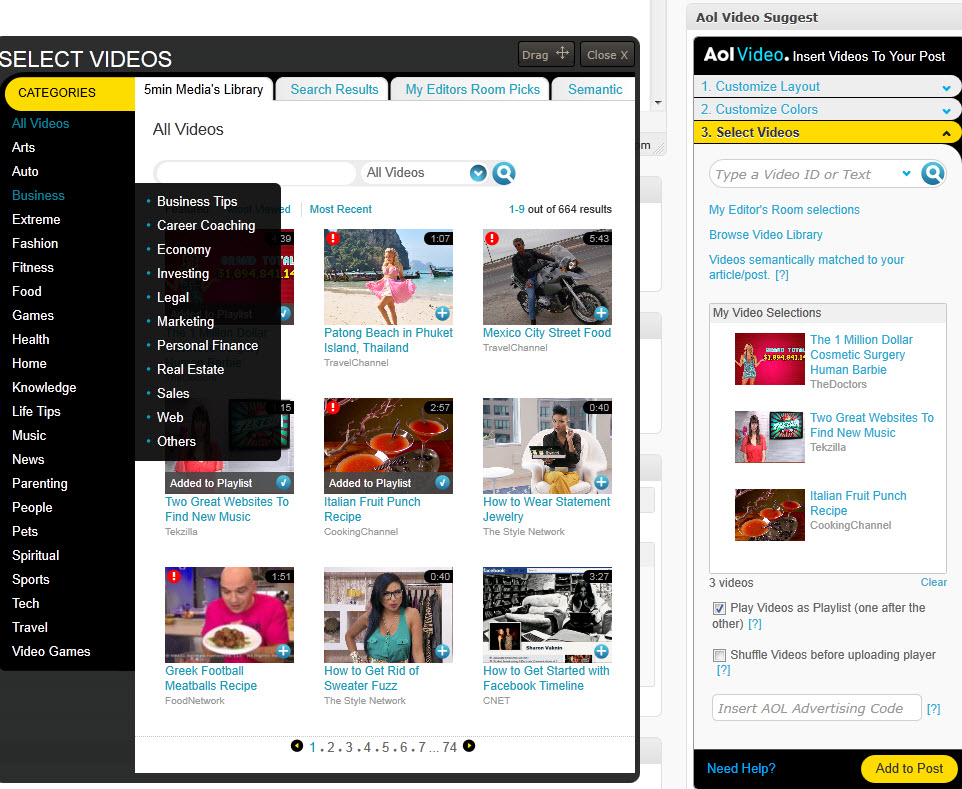 SELECT VIDEOS
Drag
Close X
CATEGORIES
All Videos
Arts
Auto
Business
Extreme
Fashion
Fitness
Food
Games
Health
Home
Knowledge
Life Tips
Music
News
Parenting
People
Pets
Spiritual
Sports
Tech
Travel
Video Games
Business Tips
Career Coaching
Economy
Investing
Legal
Marketing
Personal Finance
Real Estate
Sales
Web
Others
5min Media's Library
Search Results
My Editors Room Picks
Semantic
All Videos
All Videos
Most Recent
1-9 out of 664 results
1:07
Patong Beach in Phuket
Island, Thailand
TravelChannel
5:43
Mexico City Street Food
TravelChannel
Added to Playlist
Two Great Websites To
Find New Music
Tekzilla
2:57
Added to Playlist
Italian Fruit Punch
Recipe
CookingChannel
0:40
How to Wear Statement
Jewelry
The Style Network
1:51
Greek Football
Meatballs Recipe
FoodNetwork
0:40
How to Get Rid of
Sweater Fuzz
The Style Network
3:27
facebook
Sharon Vaknin
How to Get Started with
Facebook Timeline
CNET
1 . 2 . 3 . 4 . 5 . 6 . 7 ... 74
m
Aol Video Suggest
Aol Video. Insert Videos To Your Post
1. Customize Layout
2. Customize Colors
3. Select Videos
Type a Video ID or Text
My Editor's Room selections
Browse Video Library
Videos semantically matched to your
article/post. [?]
My Video Selections
The 1 Million Dollar
Cosmetic Surgery
Human Barbie
TheDoctors
Two Great Websites To
Find New Music
Tekzilla
Italian Fruit Punch
Recipe
CookingChannel
3 videos
Clear
Play Videos as Playlist (one after the
other) [?]
Shuffle Videos before uploading player
[?]
Insert AOL Advertising Code
[?]
Need Help?
Add to Post